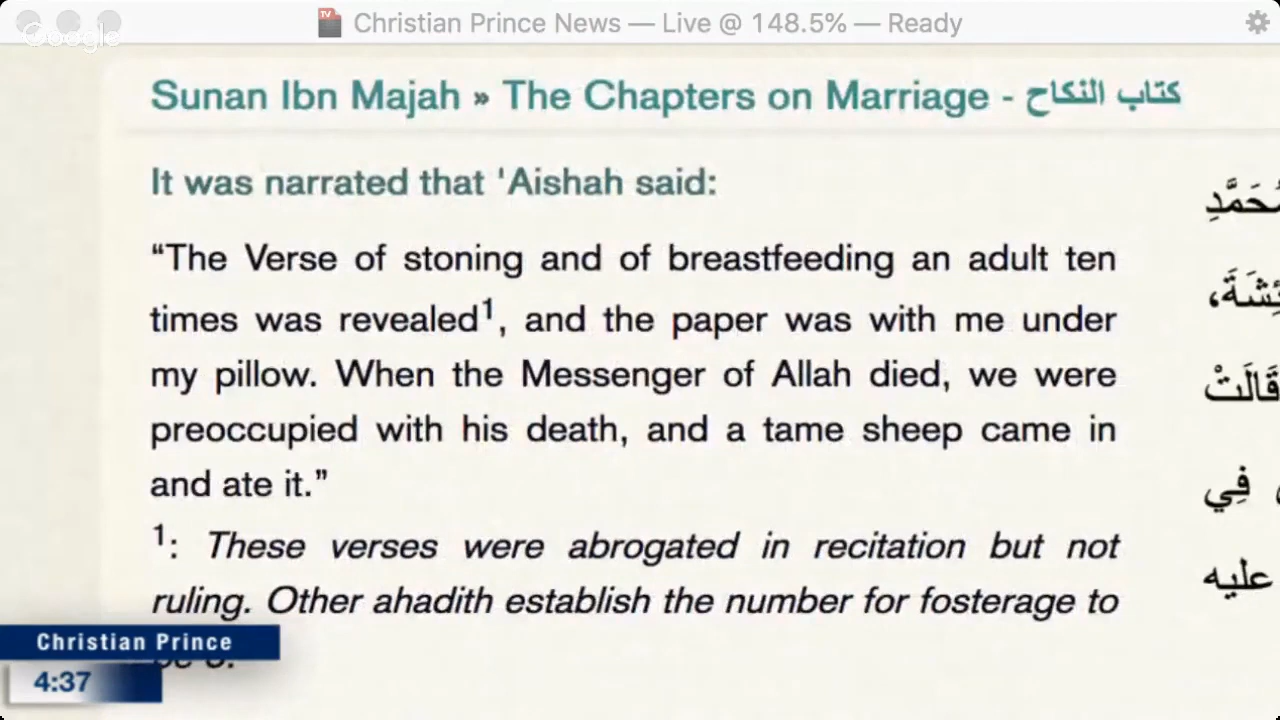 Christian Prince News — Live @ 148.5% — Ready
Google
Sunan Ibn Majah » The Chapters on Marriage - كتاب النكاح
It was narrated that 'Aishah said:
“The Verse of stoning and of breastfeeding an adult ten
times was revealed¹, and the paper was with me under
my pillow. When the Messenger of Allah died, we were
preoccupied with his death, and a tame sheep came in
and ate it.”
¹: These verses were abrogated in recitation but not
ruling. Other ahadith establish the number for fosterage to
قَالَتْ
فِي
عليه
Christian Prince
4:37